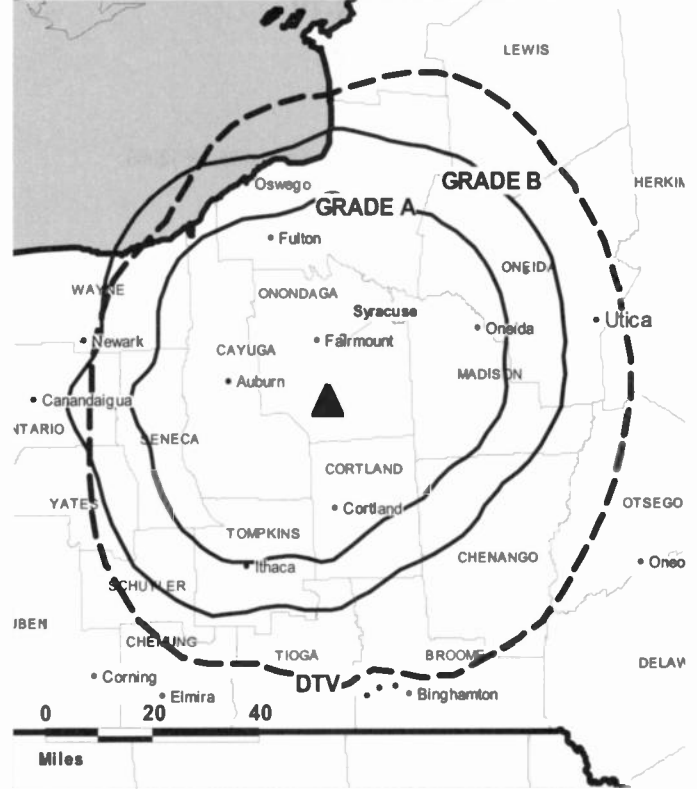 LEWIS
GRADE B
HERKIM
Oswego
GRADE A
Fulton
ONEIDA
WAYNE
ONONDAGA
Syracuse
Utica
Oneida
Newark
Fairmount
CAYUGA
MADISON
Auburn
Canandaigua
NTARIO
SENECA
CORTLAND
YATES
Cortland
OTSEGO
TOMPKINS
CHENANGO
Ithaca
Oneo
SCHUYLER
UBEN
CHEMUNG
TIOGA
BROOME
DELAW
Corning
DTV
Elmira
Binghamton
0 20 40
Miles